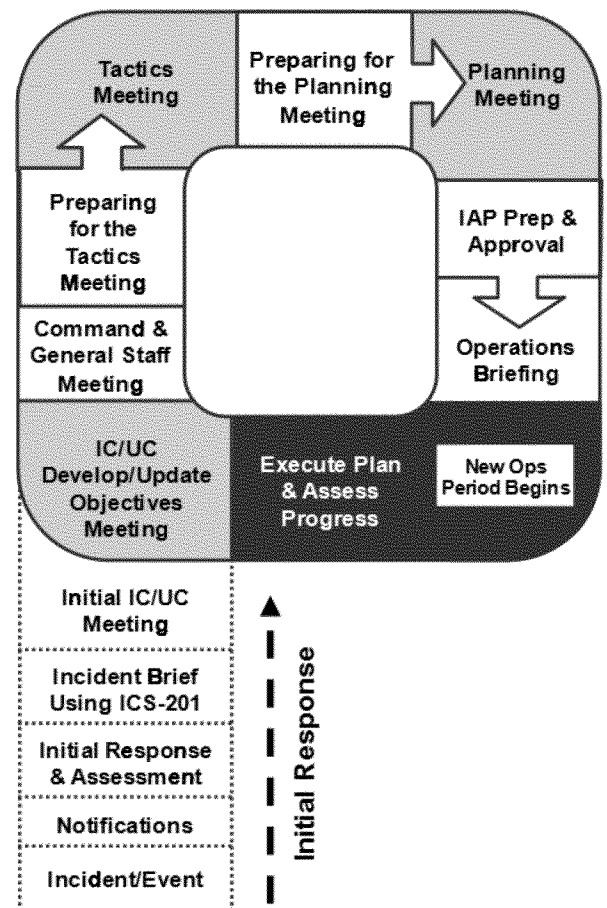 Tactics
Meeting
Preparing for
the Planning
Meeting
Planning
Meeting
Preparing
for the
Tactics
Meeting
IAP Prep &
Approval
Command &
General Staff
Meeting
Operations
Briefing
IC/UC
Develop/Update
Objectives
Meeting
Execute Plan
& Assess
Progress
New Ops
Period Begins
Initial IC/UC
Meeting
Incident Brief
Using ICS-201
Initial Response
& Assessment
Notifications
Incident/Event
Initial Response